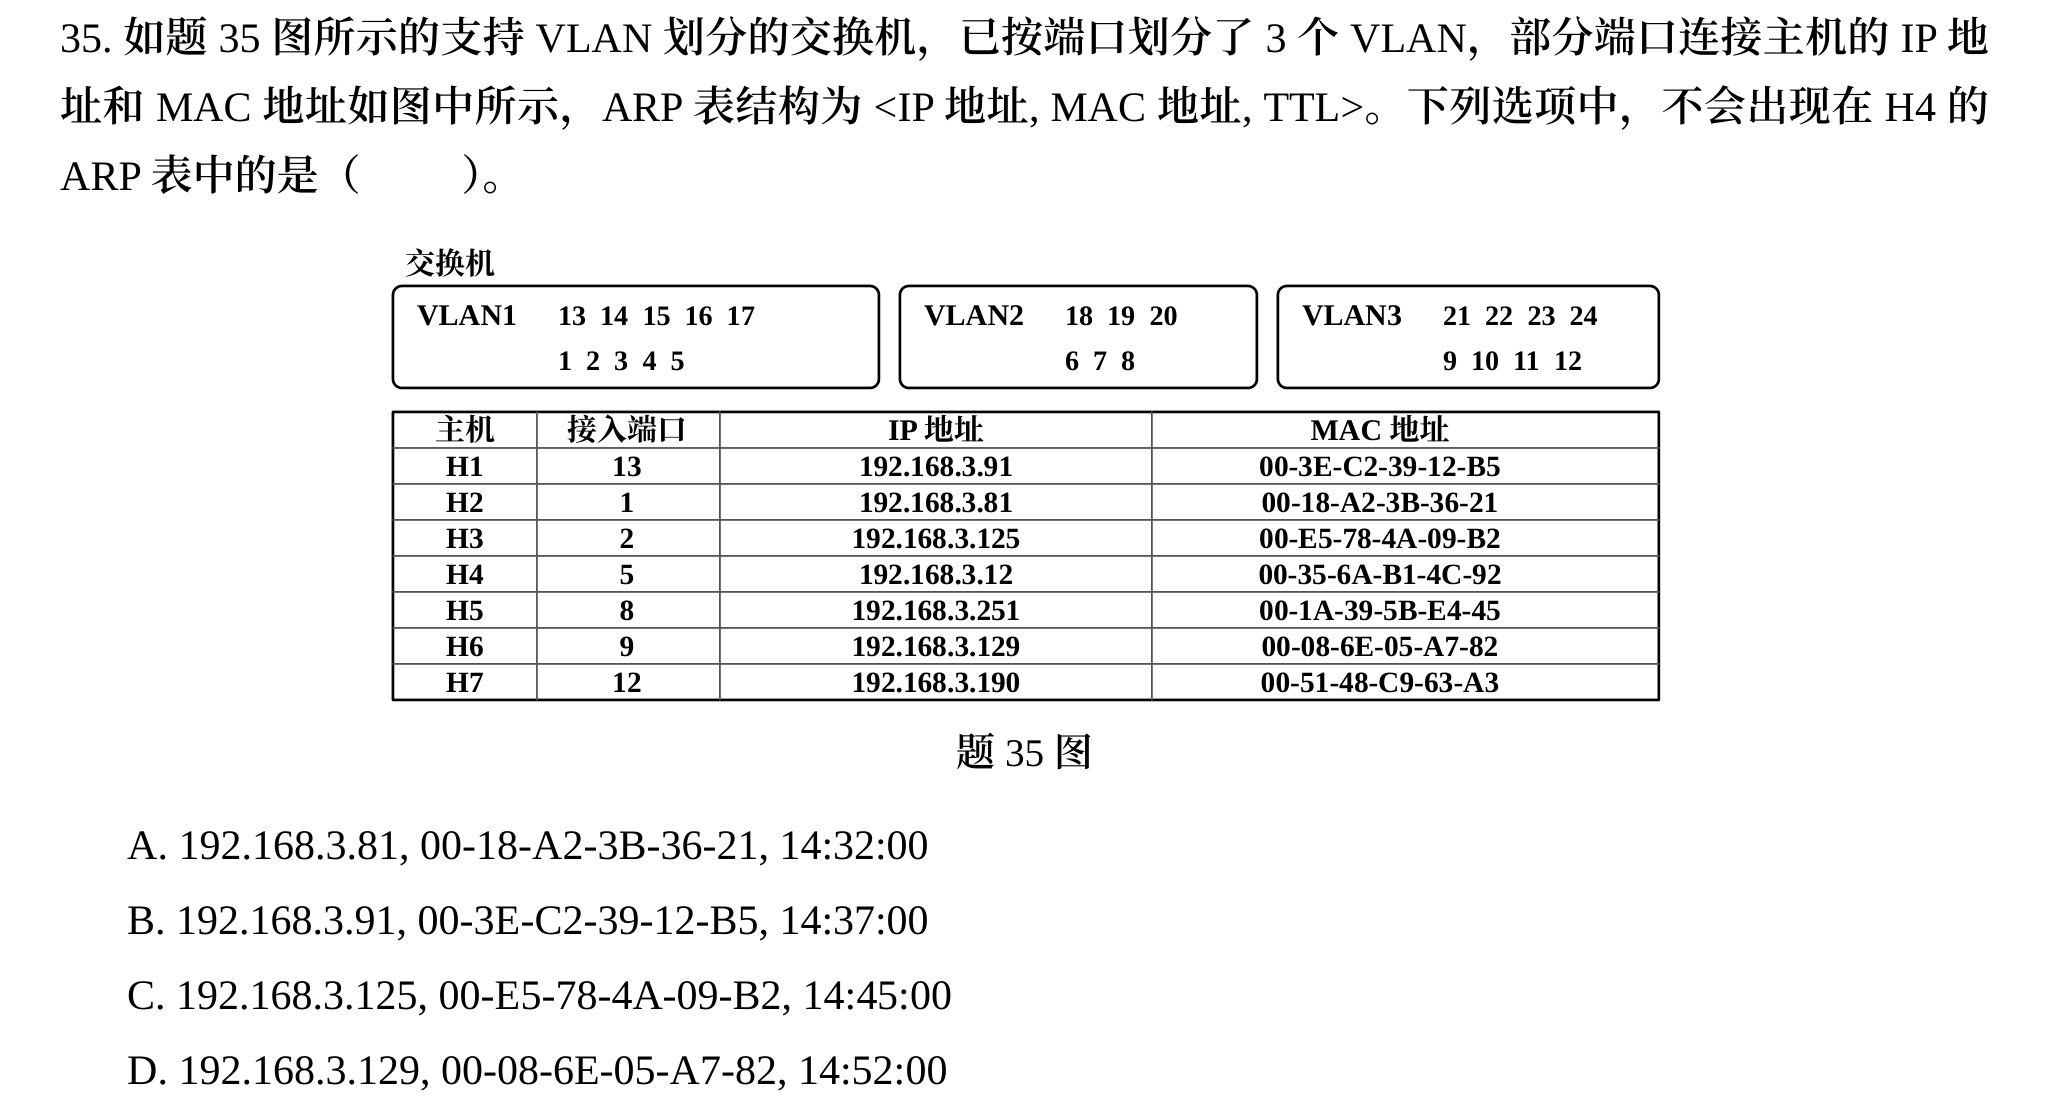 35. 如题 35 图所示的支持 VLAN 划分的交换机，已按端口划分了 3 个 VLAN，部分端口连接主机的 IP 地
址和 MAC 地址如图中所示，ARP 表结构为 <IP 地址, MAC 地址, TTL>。下列选项中，不会出现在 H4 的
ARP 表中的是（　　）。
交换机
VLAN1 13 14 15 16 17
1 2 3 4 5
VLAN2 18 19 20
6 7 8
VLAN3 21 22 23 24
9 10 11 12
主机 接入端口 IP 地址 MAC 地址
H1 13 192.168.3.91 00-3E-C2-39-12-B5
H2 1 192.168.3.81 00-18-A2-3B-36-21
H3 2 192.168.3.125 00-E5-78-4A-09-B2
H4 5 192.168.3.12 00-35-6A-B1-4C-92
H5 8 192.168.3.251 00-1A-39-5B-E4-45
H6 9 192.168.3.129 00-08-6E-05-A7-82
H7 12 192.168.3.190 00-51-48-C9-63-A3
题 35 图
A. 192.168.3.81, 00-18-A2-3B-36-21, 14:32:00
B. 192.168.3.91, 00-3E-C2-39-12-B5, 14:37:00
C. 192.168.3.125, 00-E5-78-4A-09-B2, 14:45:00
D. 192.168.3.129, 00-08-6E-05-A7-82, 14:52:00